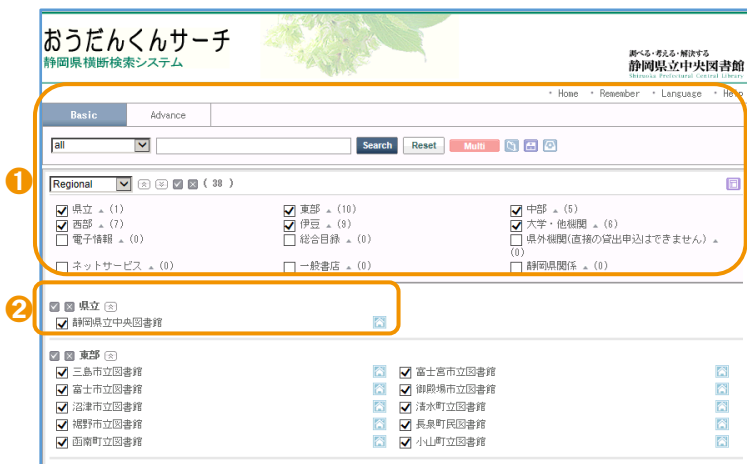 おうだんくんサーチ
静岡県横断検索システム
調べる・考える・解決する
静岡県立中央図書館
Shizuoka Prefectural Central Library
・Home ・Remember ・Language ・Help
Basic Advance
all Search Reset Multi
1
Regional ( 38 )
県立 (1) 東部 (10) 中部 (5)
西部 (7) 伊豆 (9) 大学・他機関 (6)
電子情報 (0) 総合目録 (0) 県外機関(直接の貸出申込はできません)
(0)
ネットサービス (0) 一般書店 (0) 静岡県関係 (0)
2
県立
静岡県立中央図書館
東部
三島市立図書館 富士宮市立図書館
富士市立図書館 御殿場市立図書館
沼津市立図書館 清水町立図書館
裾野市立図書館 長泉町民図書館
函南町立図書館 小山町立図書館